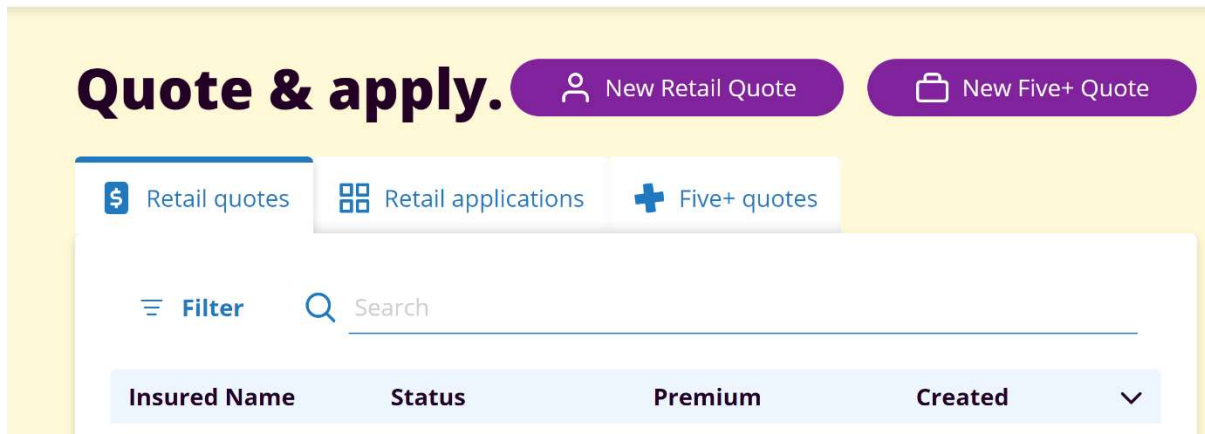 Quote & apply. New Retail Quote New Five+ Quote
Retail quotes Retail applications Five+ quotes
Filter Search
Insured Name Status Premium Created